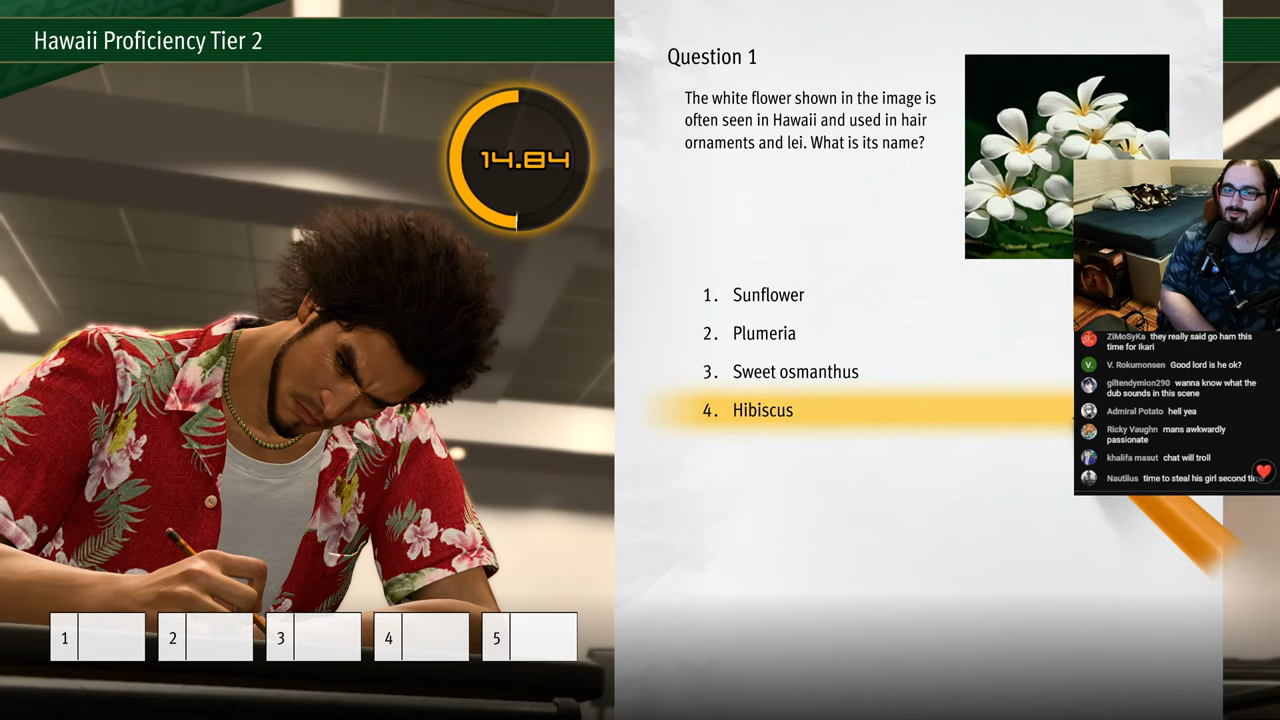 Hawaii Proficiency Tier 2
14.84
Question 1
The white flower shown in the image is
often seen in Hawaii and used in hair
ornaments and lei. What is its name?
1. Sunflower
2. Plumeria
3. Sweet osmanthus
4. Hibiscus
ZiMoSyKa they really said go ham this
time for Ikari
V. V. Rokumonsen Good lord is he ok?
giltendymion290 wanna know what the
dub sounds in this scene
Admiral Potato hell yea
Ricky Vaughn mans awkwardly
passionate
khalifa masut chat will troll
Nautilus time to steal his girl second
1 2 3 4 5